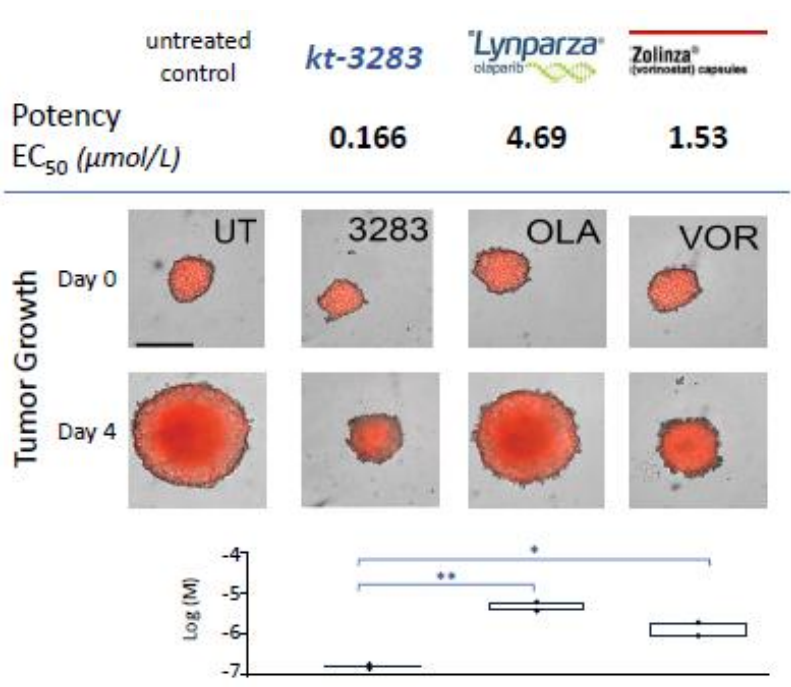 untreated
control
kt-3283
Lynparza®
olaparib
Zolinza®
(vorinostat) capsules
Potency
EC50 (μmol/L)
0.166
4.69
1.53
Tumor Growth
Day 0
UT
3283
OLA
VOR
Day 4
Log (M)
-4
-5
-6
-7
*
**